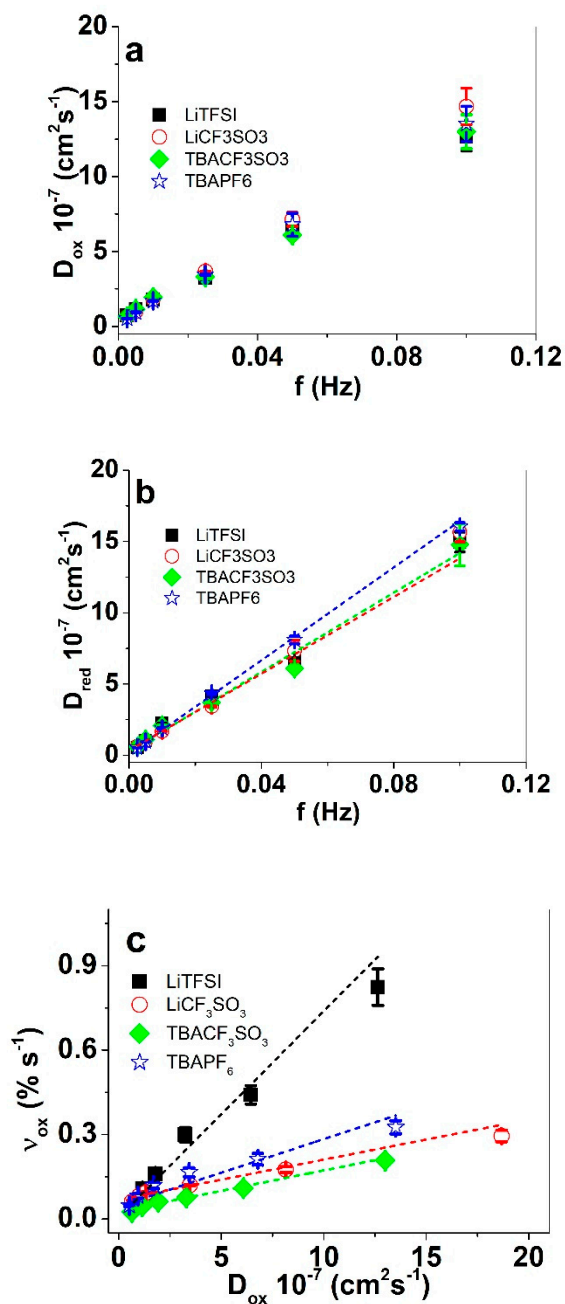 a
20
15
10
5
0
D_ox 10^-7 (cm^2s^-1)
LiTFSI
LiCF3SO3
TBACF3SO3
TBAPF6
0.00 0.04 0.08 0.12
f (Hz)
b
20
15
10
5
0
D_red 10^-7 (cm^2s^-1)
LiTFSI
LiCF3SO3
TBACF3SO3
TBAPF6
0.00 0.04 0.08 0.12
f (Hz)
c
0.9
0.6
0.3
0.0
ν_ox (% s^-1)
LiTFSI
LiCF_3SO_3
TBACF_3SO_3
TBAPF_6
0 5 10 15 20
D_ox 10^-7 (cm^2s^-1)